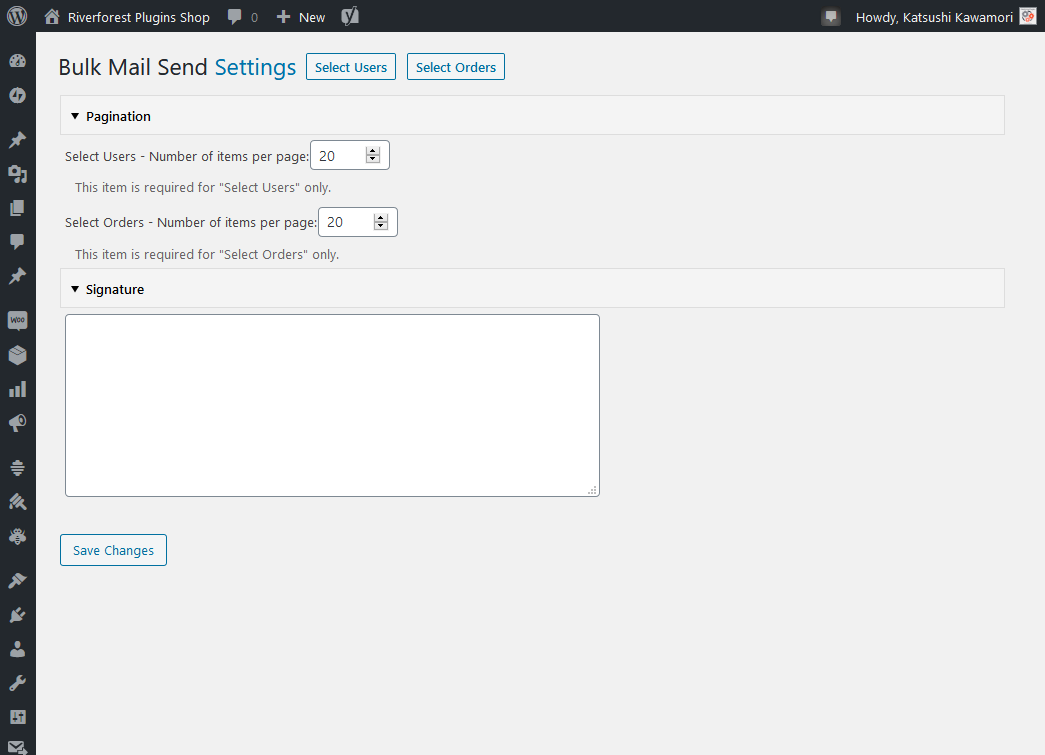 Riverforest Plugins Shop 0 New Howdy, Katsushi Kawamori
Bulk Mail Send Settings Select Users Select Orders
Pagination
Select Users - Number of items per page: 20
This item is required for "Select Users" only.
Select Orders - Number of items per page: 20
This item is required for "Select Orders" only.
Signature
Woo
Save Changes